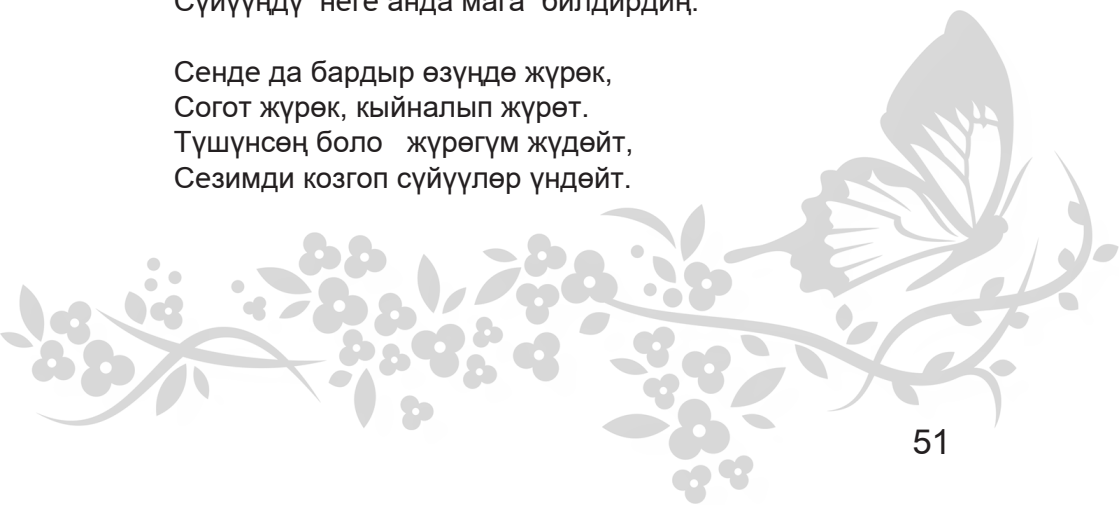 Сүйүүңдү неге анда мага билдирдиң.
Сенде да бардыр өзүңдө жүрөк,
Согот жүрөк, кыйналып жүрөт.
Түшүнсөң боло жүрөгүм жүдөйт,
Сезимди козгоп сүйүүлөр үндөйт.
51